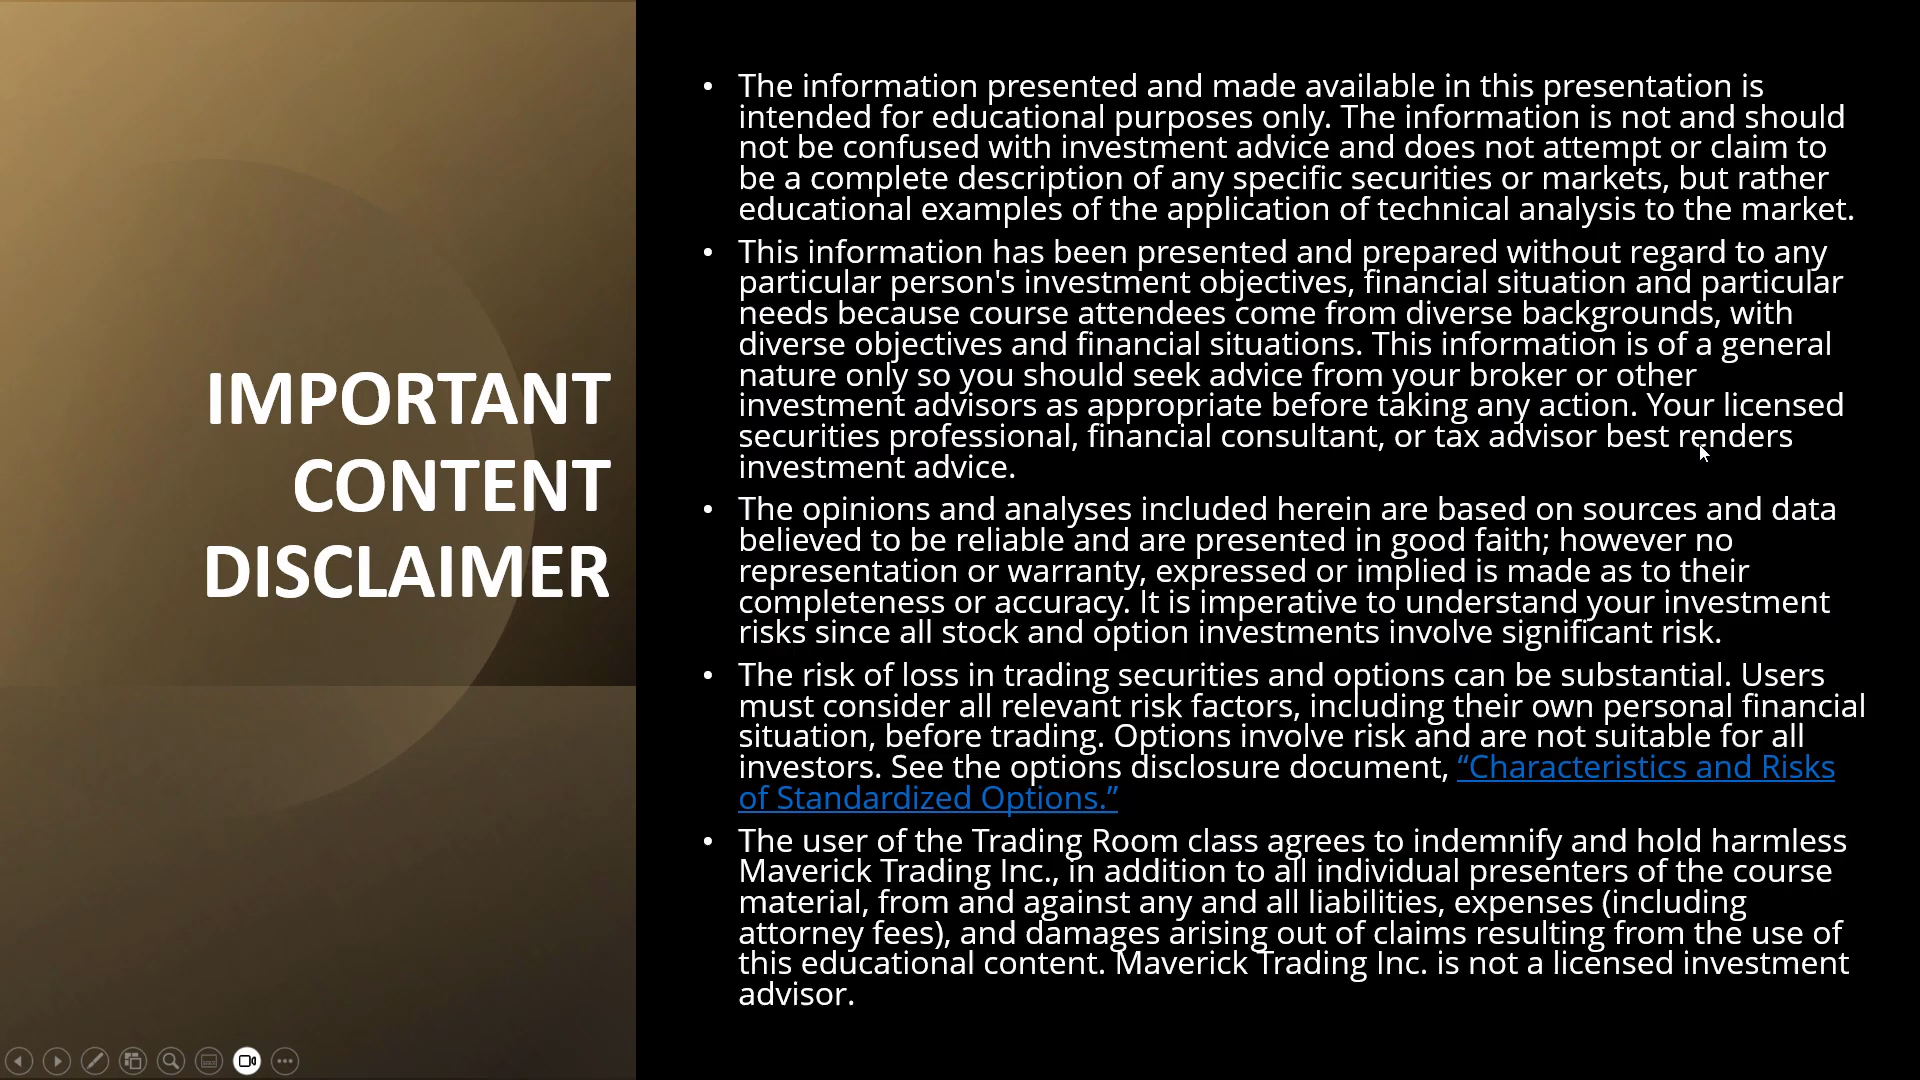 IMPORTANT
CONTENT
DISCLAIMER
• The information presented and made available in this presentation is
intended for educational purposes only. The information is not and should
not be confused with investment advice and does not attempt or claim to
be a complete description of any specific securities or markets, but rather
educational examples of the application of technical analysis to the market.
• This information has been presented and prepared without regard to any
particular person's investment objectives, financial situation and particular
needs because course attendees come from diverse backgrounds, with
diverse objectives and financial situations. This information is of a general
nature only so you should seek advice from your broker or other
investment advisors as appropriate before taking any action. Your licensed
securities professional, financial consultant, or tax advisor best renders
investment advice.
• The opinions and analyses included herein are based on sources and data
believed to be reliable and are presented in good faith; however no
representation or warranty, expressed or implied is made as to their
completeness or accuracy. It is imperative to understand your investment
risks since all stock and option investments involve significant risk.
• The risk of loss in trading securities and options can be substantial. Users
must consider all relevant risk factors, including their own personal financial
situation, before trading. Options involve risk and are not suitable for all
investors. See the options disclosure document, “Characteristics and Risks
of Standardized Options.”
• The user of the Trading Room class agrees to indemnify and hold harmless
Maverick Trading Inc., in addition to all individual presenters of the course
material, from and against any and all liabilities, expenses (including
attorney fees), and damages arising out of claims resulting from the use of
this educational content. Maverick Trading Inc. is not a licensed investment
advisor.